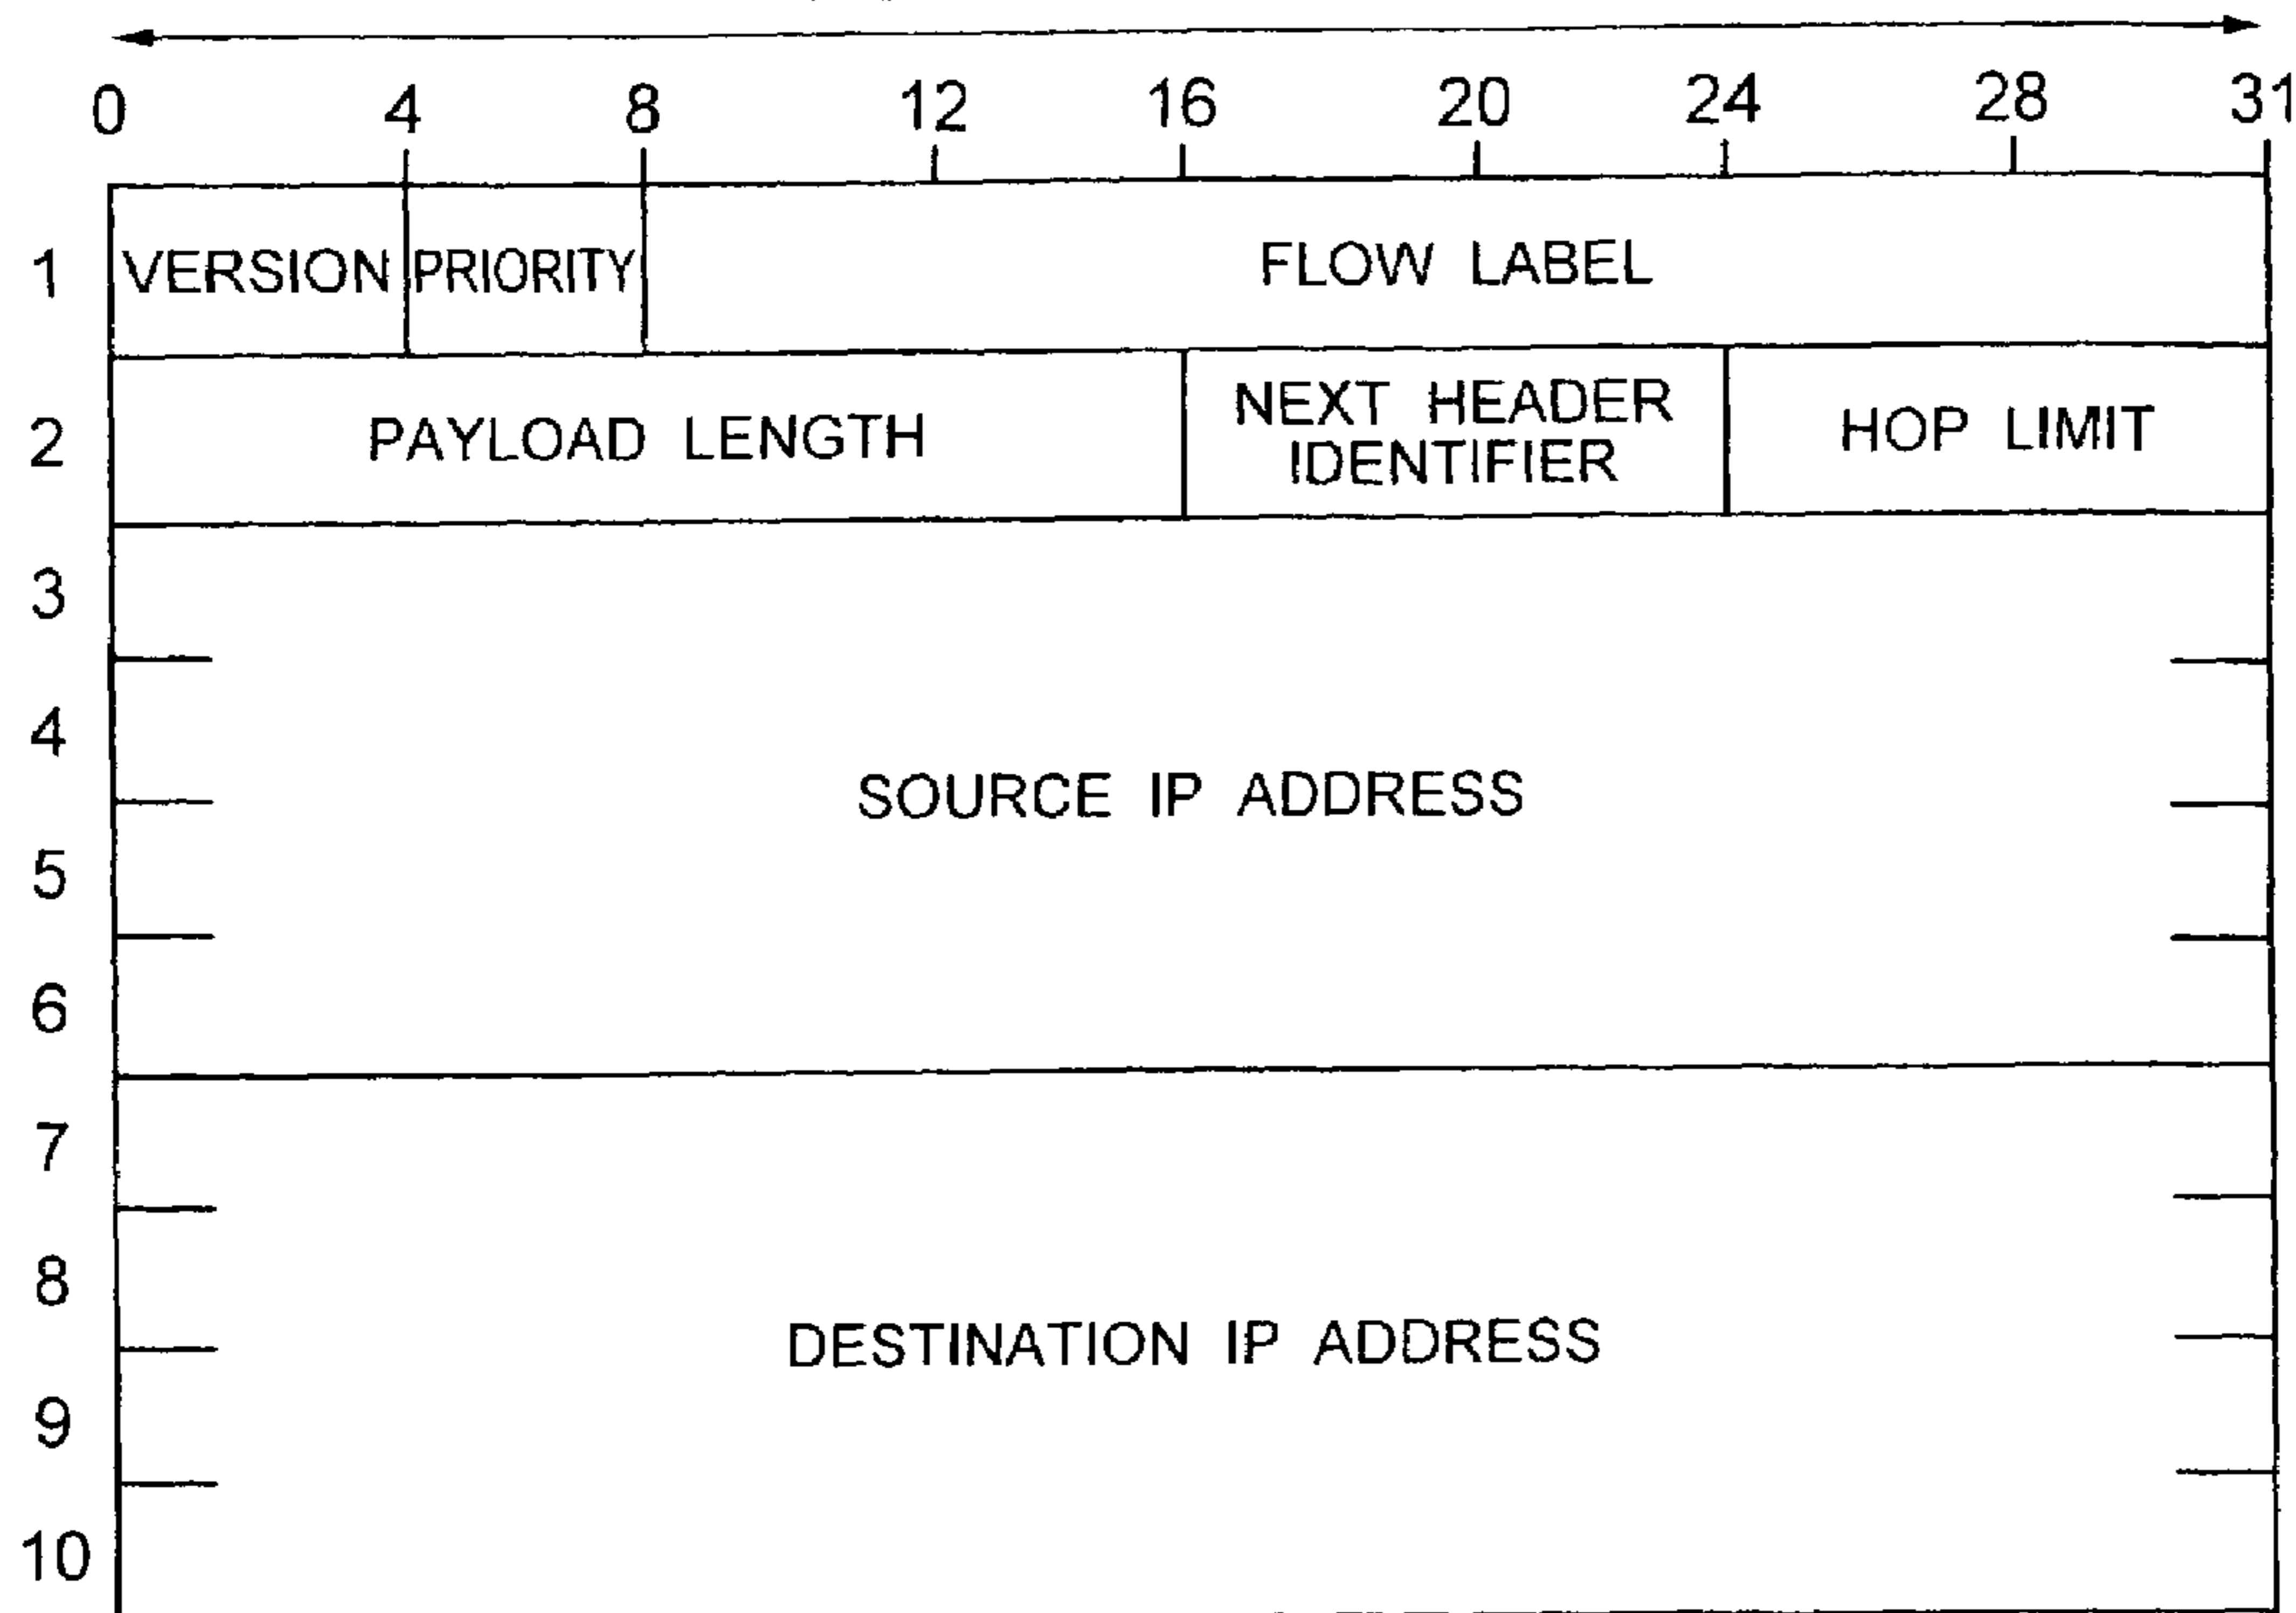 0 4 8 12 16 20 24 28 31
1 VERSION PRIORITY FLOW LABEL
2 PAYLOAD LENGTH NEXT HEADER IDENTIFIER HOP LIMIT
3
4
SOURCE IP ADDRESS
5
6
7
8
DESTINATION IP ADDRESS
9
10